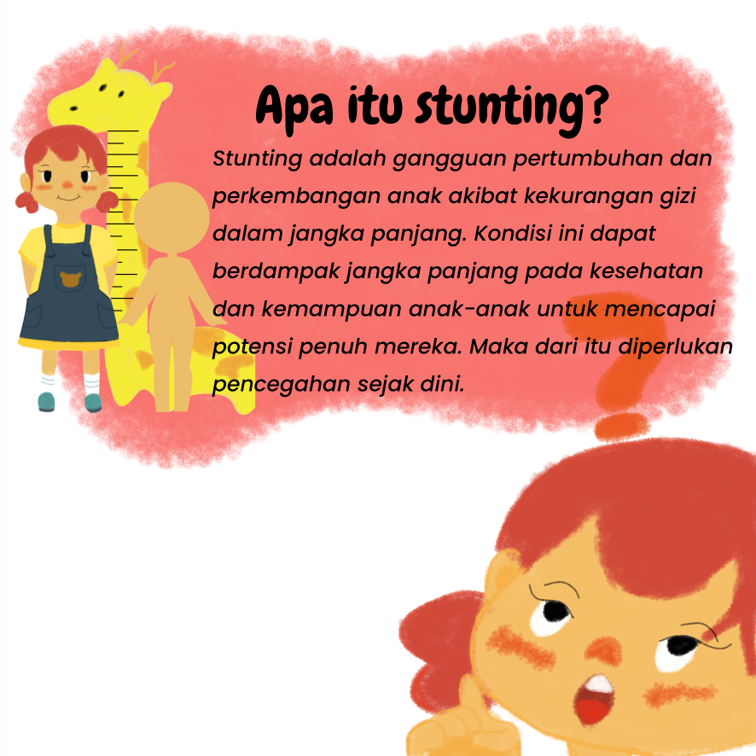 Apa itu stunting?
Stunting adalah gangguan pertumbuhan dan
perkembangan anak akibat kekurangan gizi
dalam jangka panjang. Kondisi ini dapat
berdampak jangka panjang pada kesehatan
dan kemampuan anak-anak untuk mencapai
potensi penuh mereka. Maka dari itu diperlukan
pencegahan sejak dini.
?